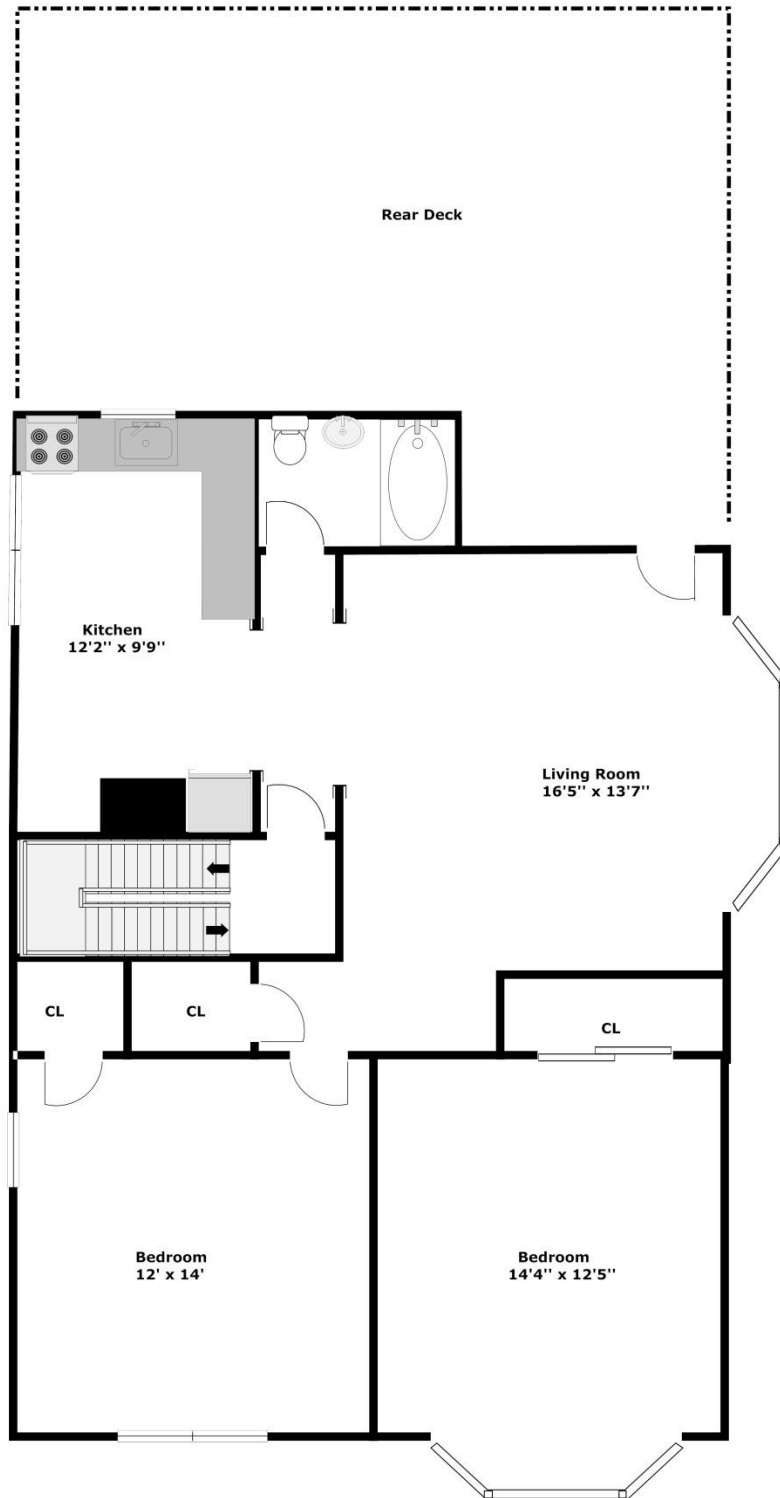 Rear Deck
Kitchen
12'2'' x 9'9''
Living Room
16'5'' x 13'7''
CL
CL
CL
Bedroom
12' x 14'
Bedroom
14'4'' x 12'5''